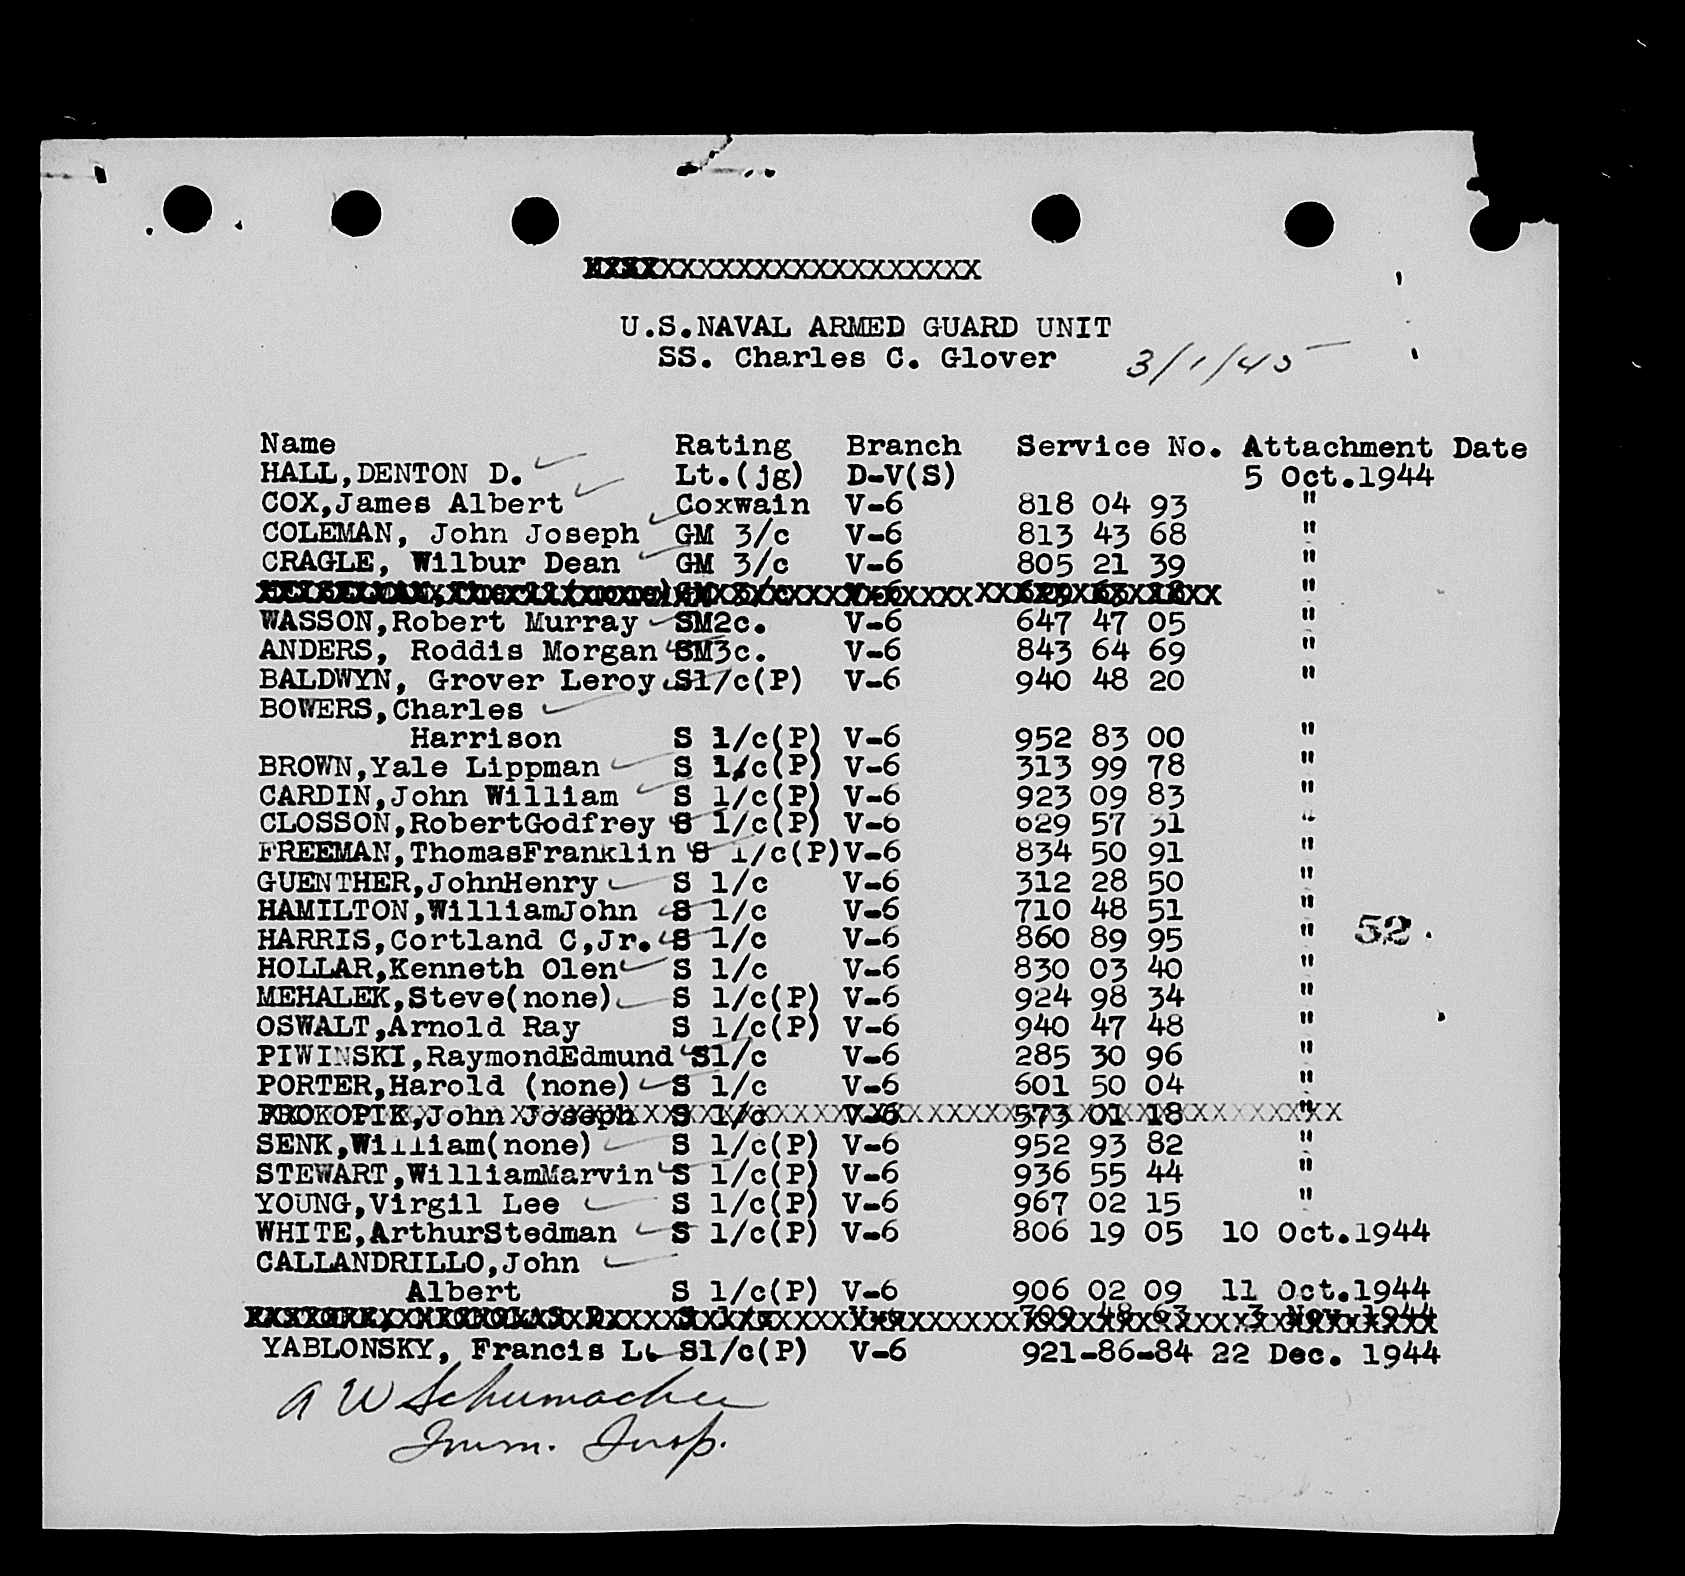 U.S.NAVAL ARMED GUARD UNIT
SS. Charles C. Glover 3/1/45
Name Rating Branch Service No. Attachment Date
HALL,DENTON D. Lt.(jg) D-V(S) 5 Oct.1944
COX,James Albert Coxwain V-6 818 04 93 "
COLEMAN, John Joseph GM 3/c V-6 813 43 68 "
CRAGLE, Wilbur Dean GM 3/c V-6 805 21 39 "
GM 3/c V-6 "
WASSON,Robert Murray SM2c. V-6 647 47 05 "
ANDERS, Roddis Morgan SM3c. V-6 843 64 69 "
BALDWYN, Grover Leroy S1/c(P) V-6 940 48 20 "
BOWERS,Charles
Harrison S 1/c(P) V-6 952 83 00 "
BROWN,Yale Lippman S 1/c(P) V-6 313 99 78 "
CARDIN,John William S 1/c(P) V-6 923 09 83 "
CLOSSON,RobertGodfrey S 1/c(P) V-6 629 57 31 "
FREEMAN,ThomasFranklin S 1/c(P)V-6 834 50 91 "
GUENTHER,JohnHenry S 1/c V-6 312 28 50 "
HAMILTON,WilliamJohn S 1/c V-6 710 48 51 "
HARRIS,Cortland C,Jr. S 1/c V-6 860 89 95 " 52.
HOLLAR,Kenneth Olen S 1/c V-6 830 03 40 "
MEHALEK,Steve(none) S 1/c(P) V-6 924 98 34 "
OSWALT,Arnold Ray S 1/c(P) V-6 940 47 48 "
PIWINSKI,RaymondEdmund S1/c V-6 285 30 96 "
PORTER,Harold (none) S 1/c V-6 601 50 04 "
PROKOPIK,John Joseph S 1/c V-6 573 01 18 "
SENK,William(none) S 1/c(P) V-6 952 93 82 "
STEWART,WilliamMarvin S 1/c(P) V-6 936 55 44 "
YOUNG,Virgil Lee S 1/c(P) V-6 967 02 15 "
WHITE,ArthurStedman S 1/c(P) V-6 806 19 05 10 Oct.1944
CALLANDRILLO,John
Albert S 1/c(P) V-6 906 02 09 11 Oct.1944
NICHOLAS D. S 1/c V-6 709 48 63 3 Nov.1944
YABLONSKY, Francis L. S1/c(P) V-6 921-86-84 22 Dec. 1944
A W Schumacher
Imm. Insp.